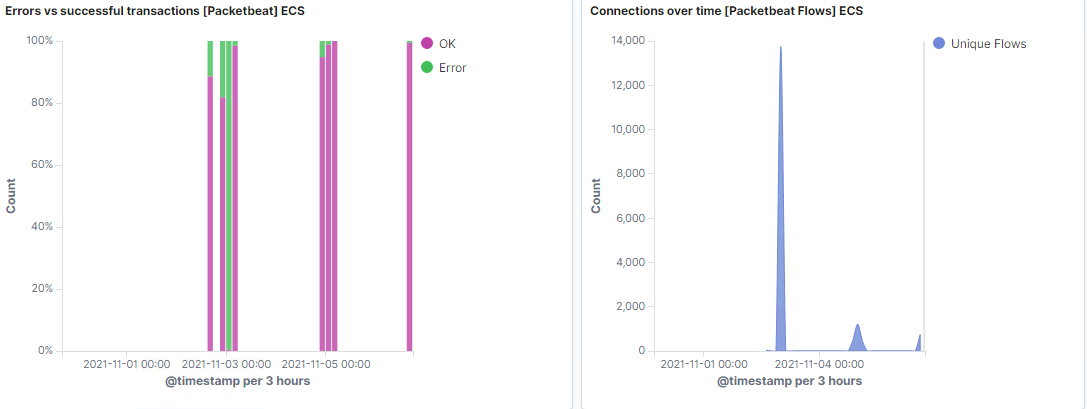 Errors vs successful transactions [Packetbeat] ECS
100%
80%
60%
40%
20%
0%
Count
2021-11-01 00:00 2021-11-03 00:00 2021-11-05 00:00
@timestamp per 3 hours
OK
Error
Connections over time [Packetbeat Flows] ECS
14,000
12,000
10,000
8,000
6,000
4,000
2,000
0
Count
2021-11-01 00:00 2021-11-04 00:00
@timestamp per 3 hours
Unique Flows